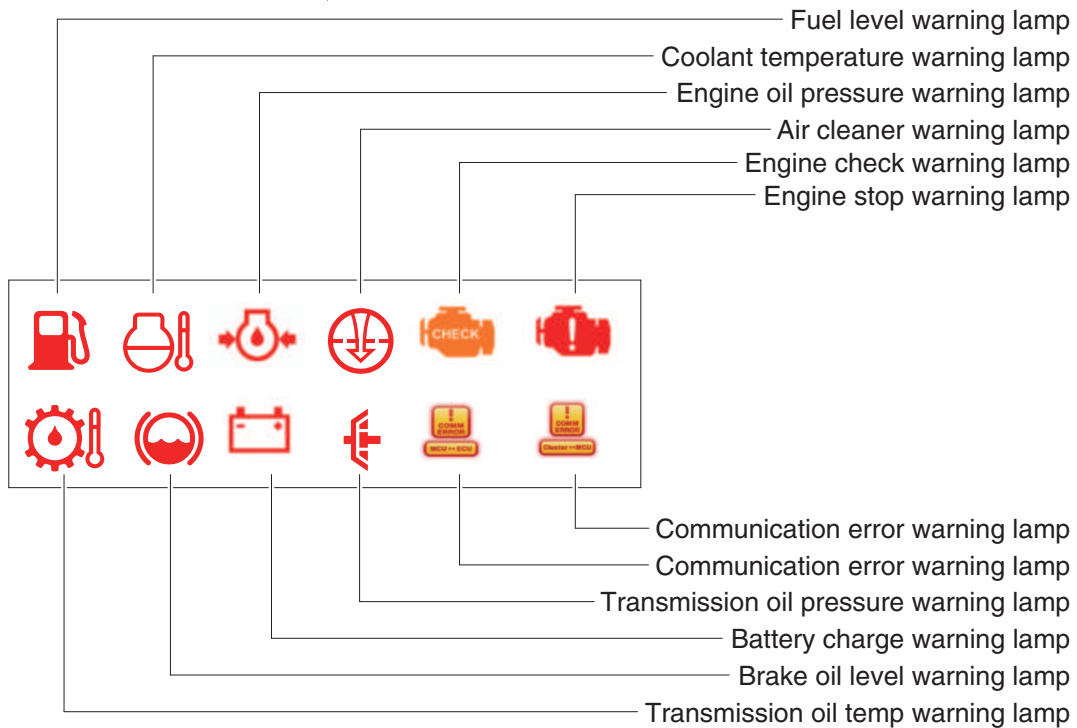 Fuel level warning lamp
Coolant temperature warning lamp
Engine oil pressure warning lamp
Air cleaner warning lamp
Engine check warning lamp
Engine stop warning lamp
CHECK
!
!
COMM
ERROR
MCU↔ECU
!
COMM
ERROR
Cluster↔MCU
Communication error warning lamp
Communication error warning lamp
Transmission oil pressure warning lamp
Battery charge warning lamp
Brake oil level warning lamp
Transmission oil temp warning lamp